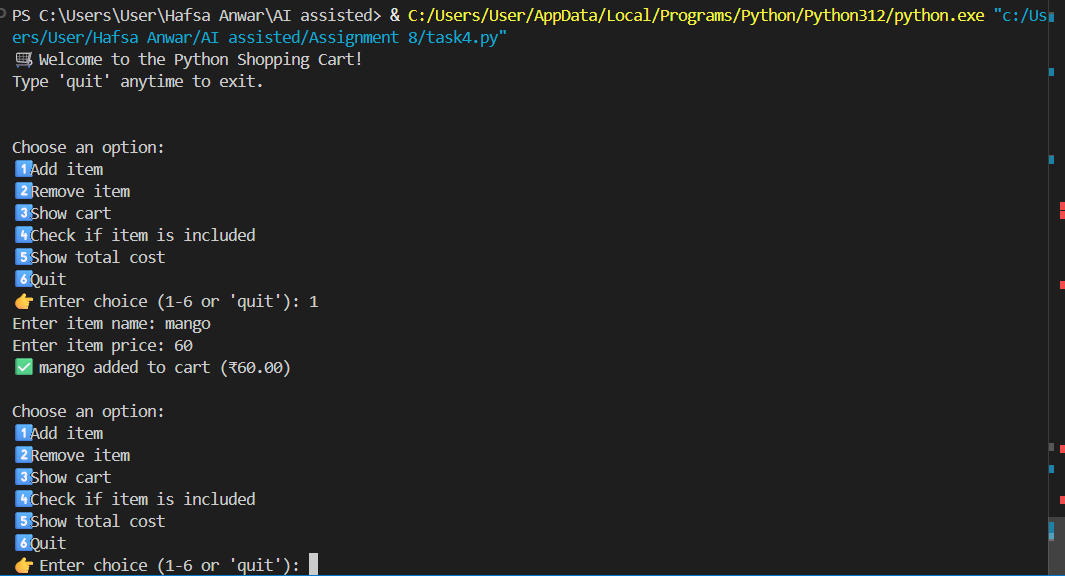 PS C:\Users\User\Hafsa Anwar\AI assisted> & C:/Users/User/AppData/Local/Programs/Python/Python312/python.exe "c:/Us
ers/User/Hafsa Anwar/AI assisted/Assignment 8/task4.py"
🛒 Welcome to the Python Shopping Cart!
Type 'quit' anytime to exit.
Choose an option:
1️⃣Add item
2️⃣Remove item
3️⃣Show cart
4️⃣Check if item is included
5️⃣Show total cost
6️⃣Quit
👉 Enter choice (1-6 or 'quit'): 1
Enter item name: mango
Enter item price: 60
✅ mango added to cart (₹60.00)
Choose an option:
1️⃣Add item
2️⃣Remove item
3️⃣Show cart
4️⃣Check if item is included
5️⃣Show total cost
6️⃣Quit
👉 Enter choice (1-6 or 'quit'):